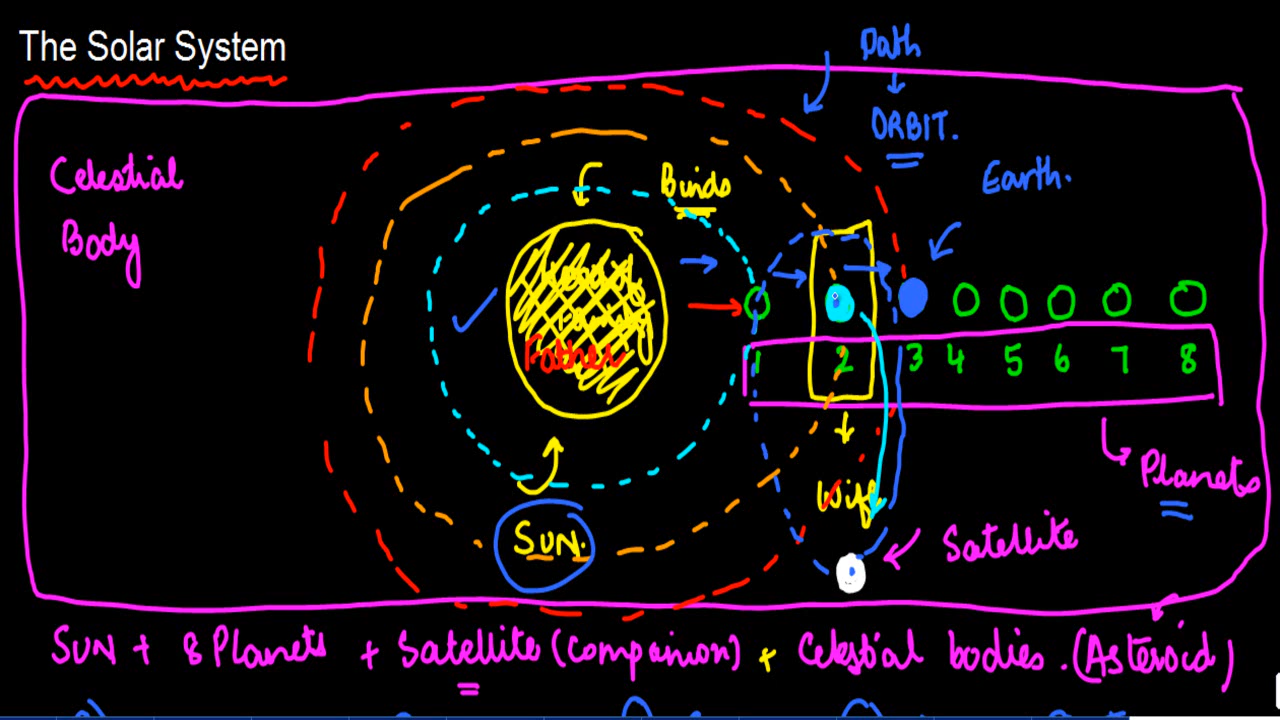 The Solar System
Path
ORBIT.
Earth.
Celestial
Body
Binds
Father
1 2 3 4 5 6 7 8
Planets
Wife
SUN.
Satellite
SUN + 8 Planets + Satellite (Companion) + Celestial bodies. (Asteroid)